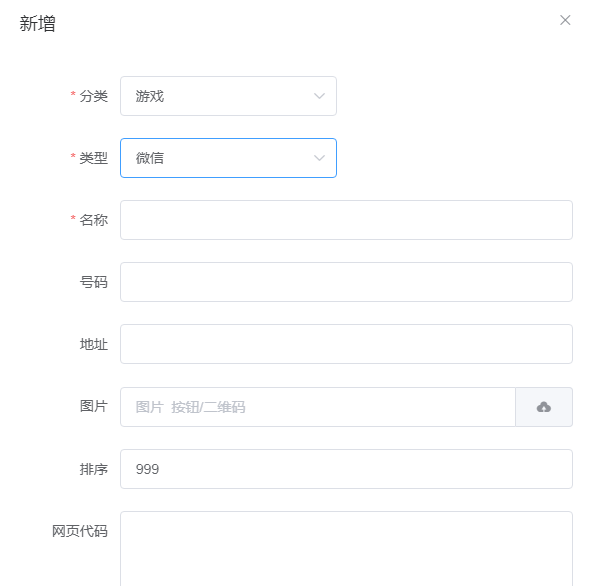 新增
* 分类 游戏
* 类型 微信
* 名称
号码
地址
图片 图片 按钮/二维码
排序 999
网页代码